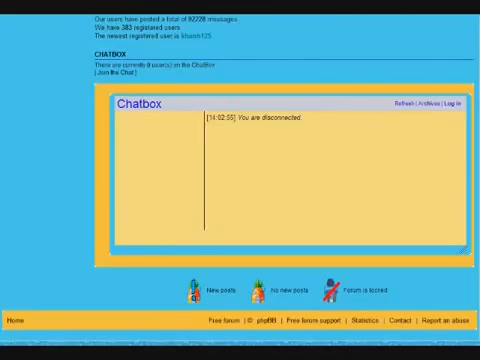 Our users have posted a total of 92228 messages
We have 383 registered users
The newest registered user is khanh125
CHATBOX
There are currently 0 user(s) on the ChatBox
[ Join the Chat ]
Chatbox
Refresh | Archives | Log in
[14:02:55] You are disconnected.
New posts
No new posts
Forum is locked
Home
Free forum | © phpBB | Free forum support | Statistics | Contact | Report an abuse